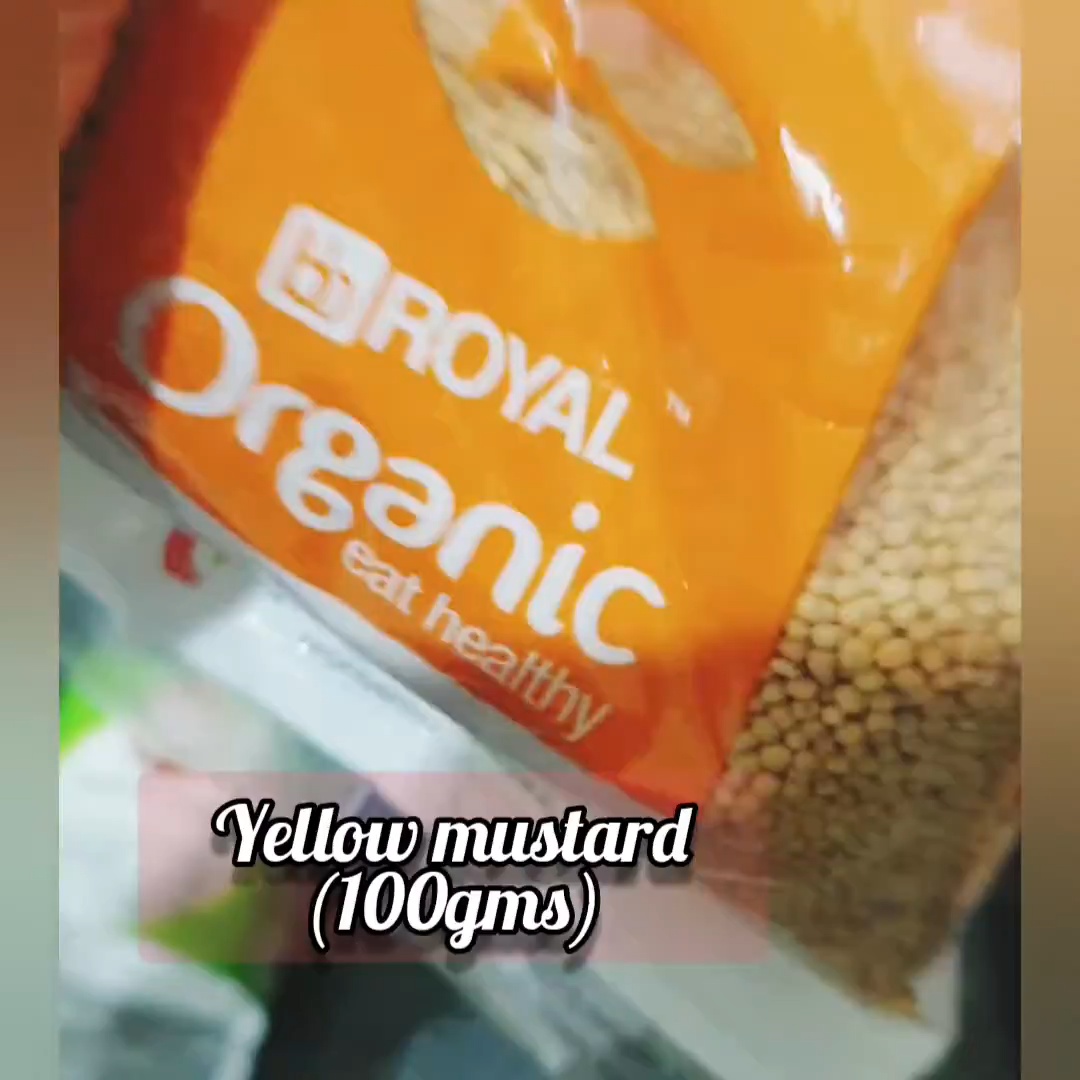 ROYAL™
Organic
eat healthy
Yellow mustard
(100gms)